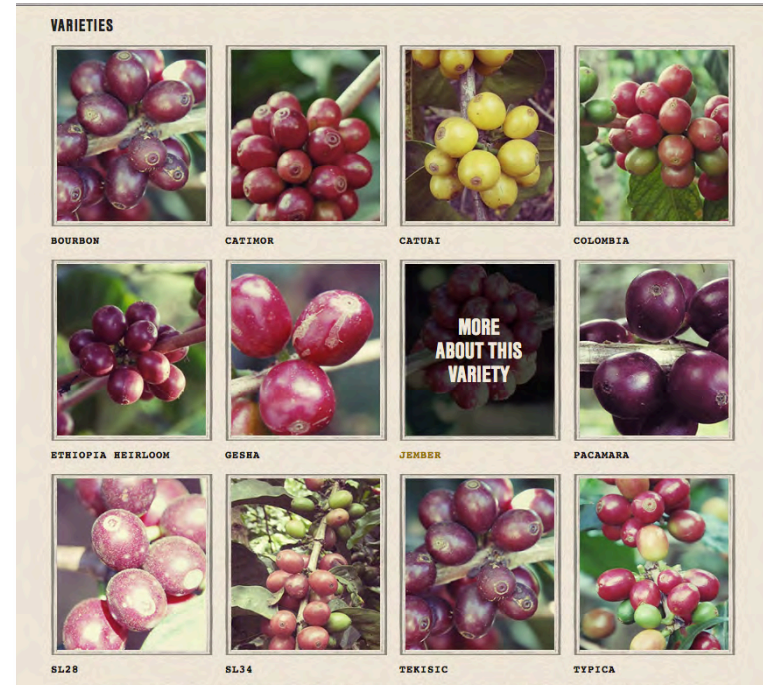 VARIETIES
BOURBON
CATIMOR
CATUAI
COLOMBIA
MORE
ABOUT THIS
VARIETY
ETHIOPIA HEIRLOOM
GESHA
JEMBER
PACAMARA
SL28
SL34
TEKISIC
TYPICA